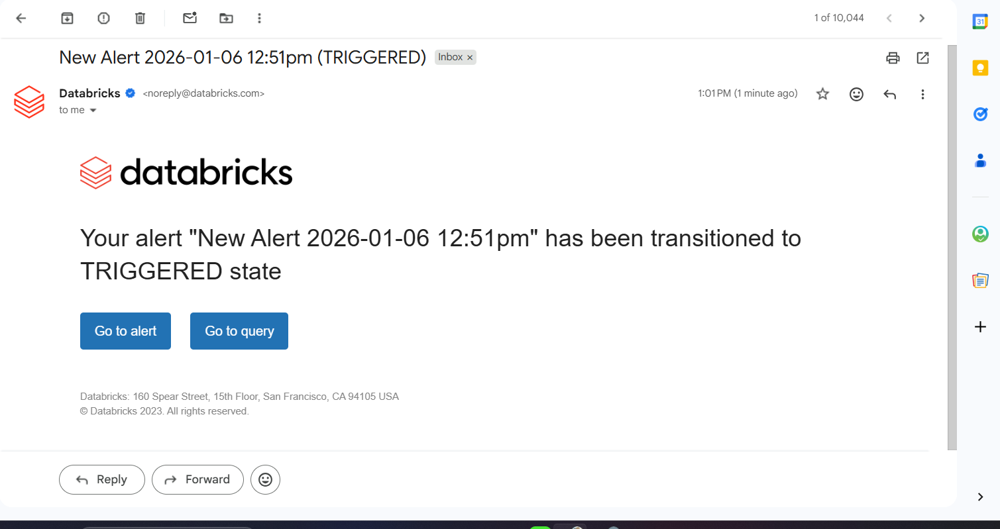 1 of 10,044
New Alert 2026-01-06 12:51pm (TRIGGERED) Inbox ×
Databricks <noreply@databricks.com> 1:01 PM (1 minute ago)
to me
31
databricks
Your alert "New Alert 2026-01-06 12:51pm" has been transitioned to
TRIGGERED state
Go to alert Go to query
Databricks: 160 Spear Street, 15th Floor, San Francisco, CA 94105 USA
© Databricks 2023. All rights reserved.
Reply Forward